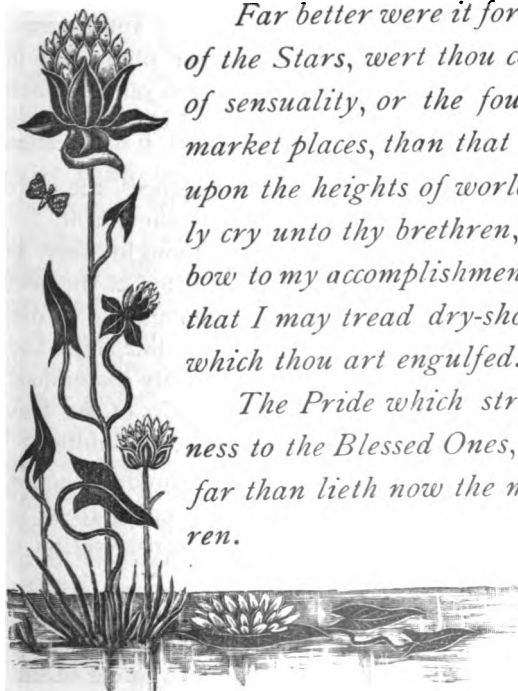 Far better were it for
of the Stars, wert thou c
of sensuality, or the fou
market places, than that
upon the heights of worl
ly cry unto thy brethren,
bow to my accomplishmen
that I may tread dry-sho
which thou art engulfed.
The Pride which str
ness to the Blessed Ones,
far than lieth now the m
ren.